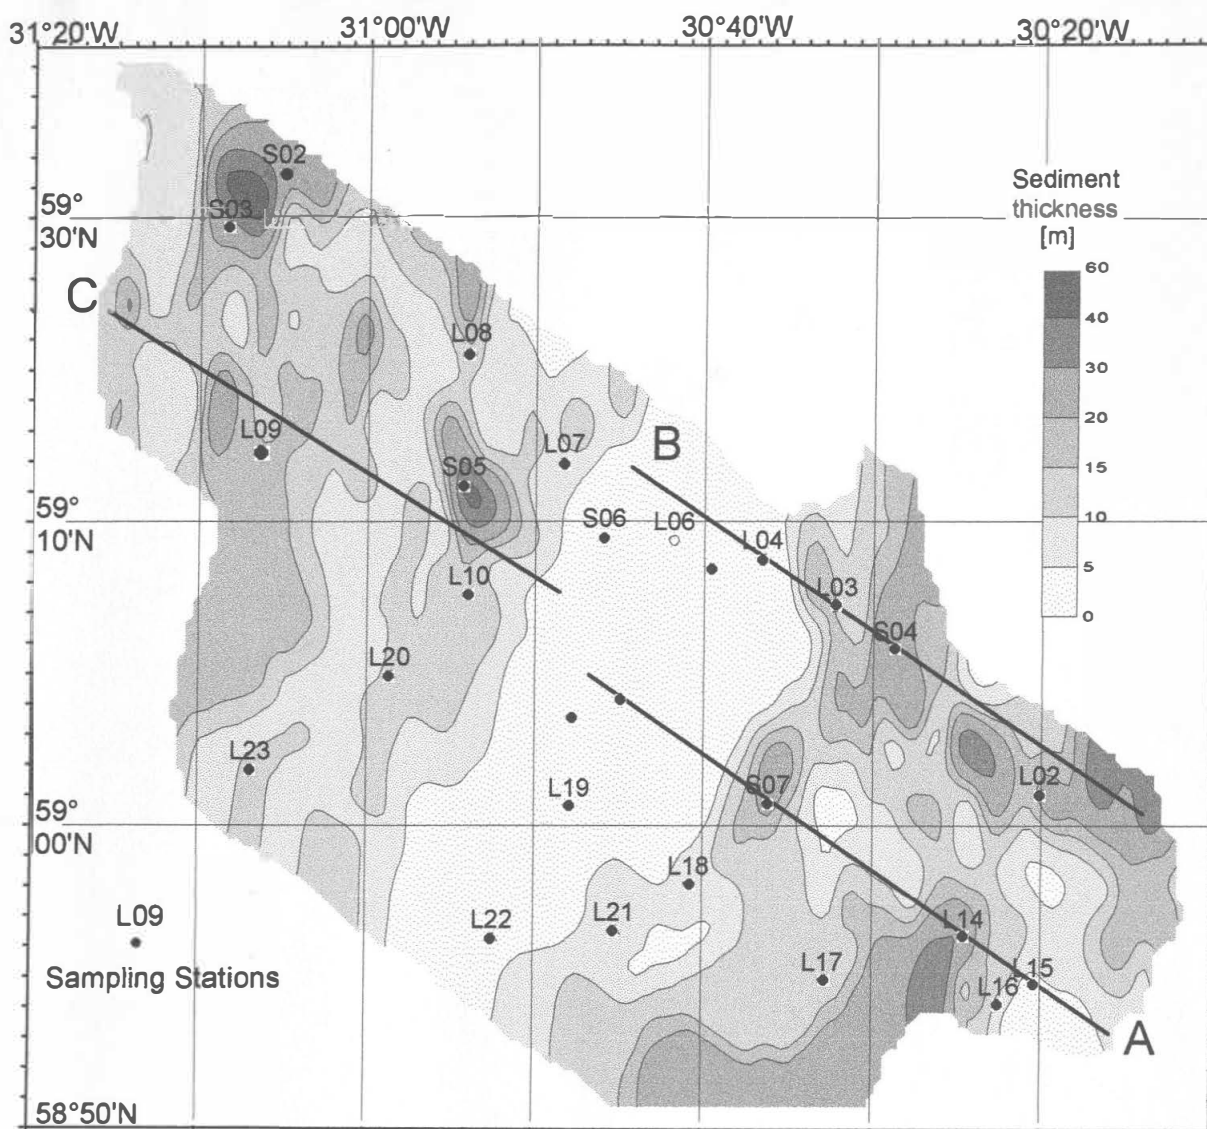 31°20'W 31°00'W 30°40'W 30°20'W
Sediment
thickness
[m]
60
40
30
20
15
10
5
0
59°
30'N
59°
10'N
59°
00'N
58°50'N
S02
S03
C
L08
L09
L07
B
S05
S06
L06
L04
L10
L03
S04
L20
L23
L19
S07
L02
L18
L22
L21
L14
L17
L15
L16
A
L09
Sampling Stations